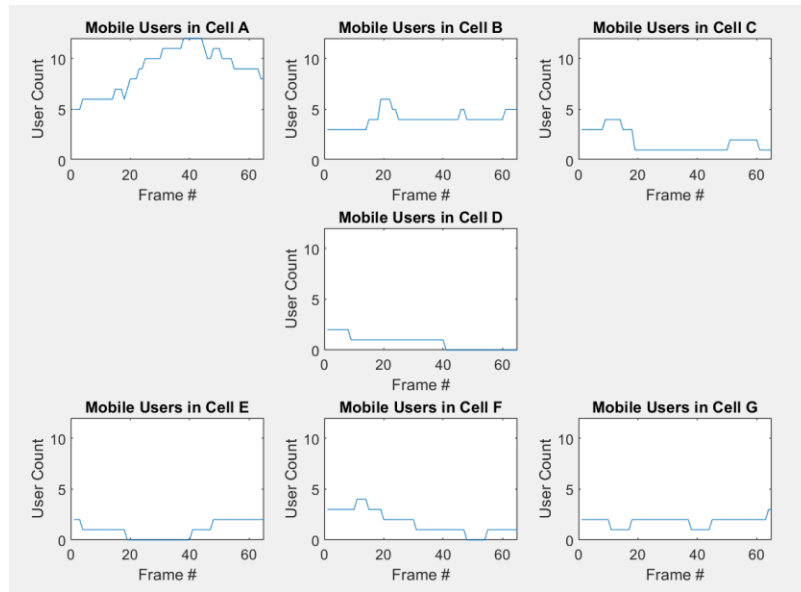 Mobile Users in Cell A
User Count
10
5
0
0 20 40 60
Frame #
Mobile Users in Cell B
User Count
10
5
0
0 20 40 60
Frame #
Mobile Users in Cell C
User Count
10
5
0
0 20 40 60
Frame #
Mobile Users in Cell D
User Count
10
5
0
0 20 40 60
Frame #
Mobile Users in Cell E
User Count
10
5
0
0 20 40 60
Frame #
Mobile Users in Cell F
User Count
10
5
0
0 20 40 60
Frame #
Mobile Users in Cell G
User Count
10
5
0
0 20 40 60
Frame #